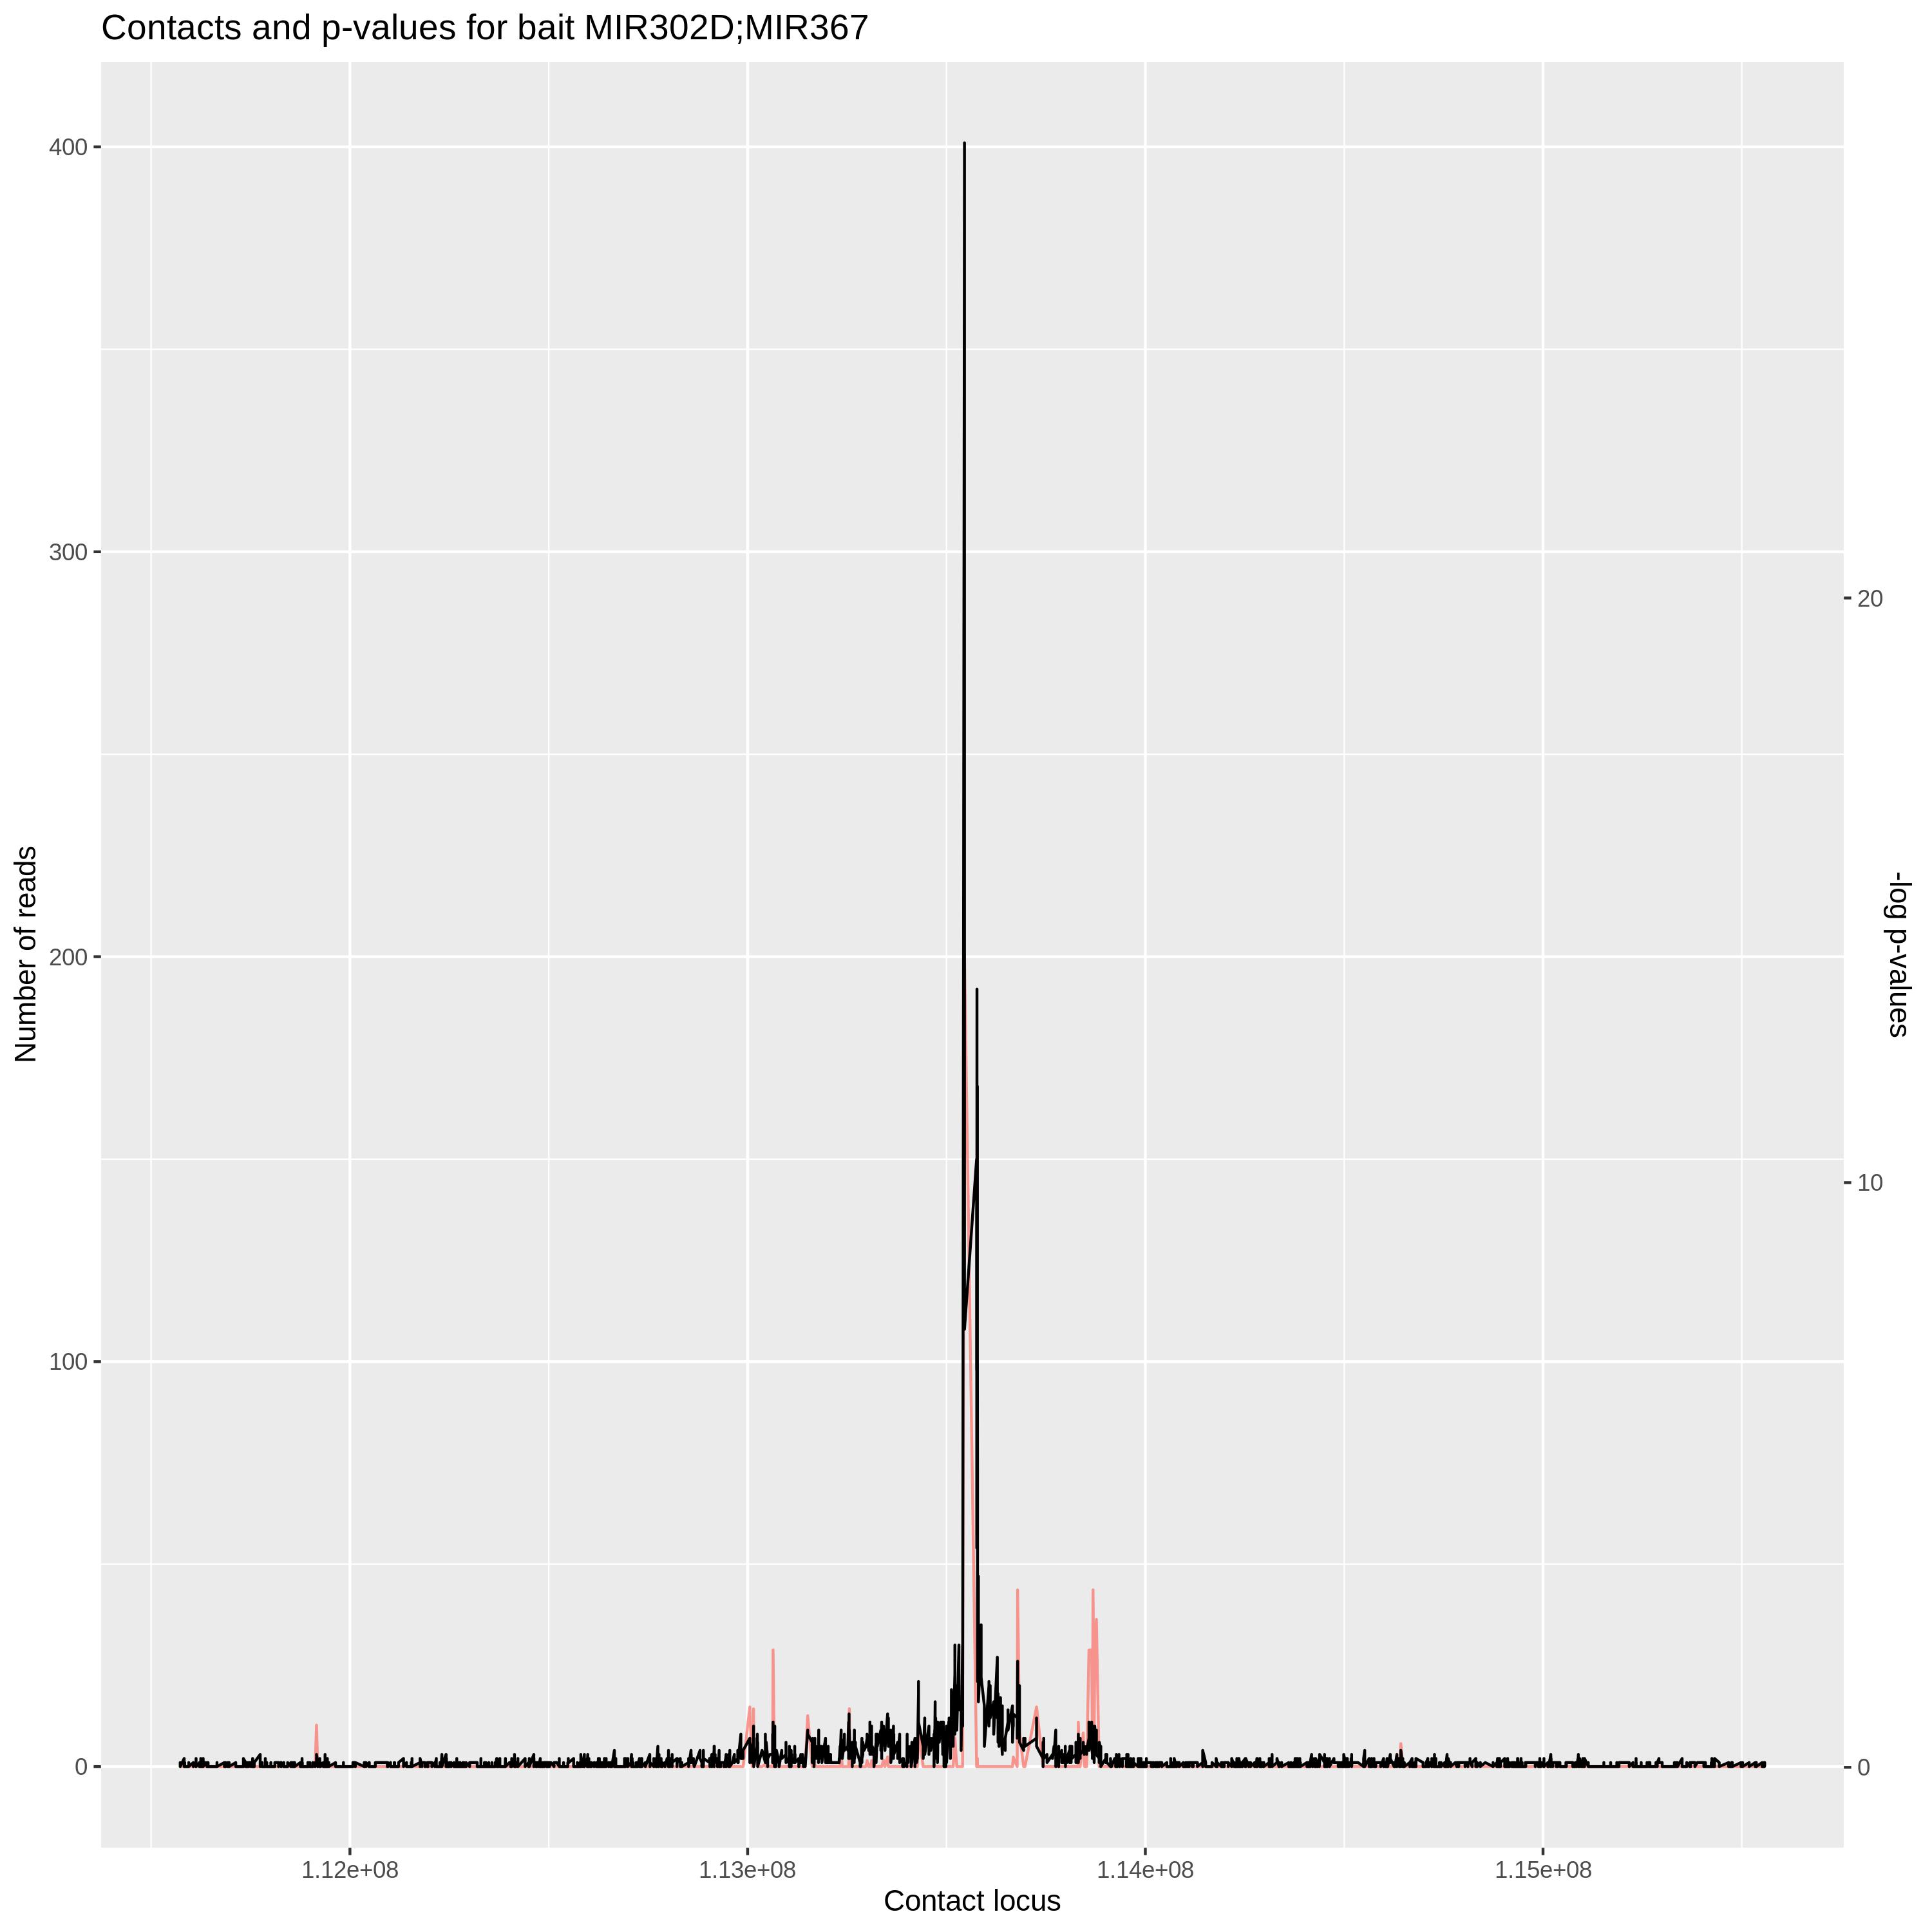 Contacts and p-values for bait MIR302D;MIR367
400
300
200
100
0
Number of reads
20
10
0
-log p-values
1.12e+08
1.13e+08
1.14e+08
1.15e+08
Contact locus